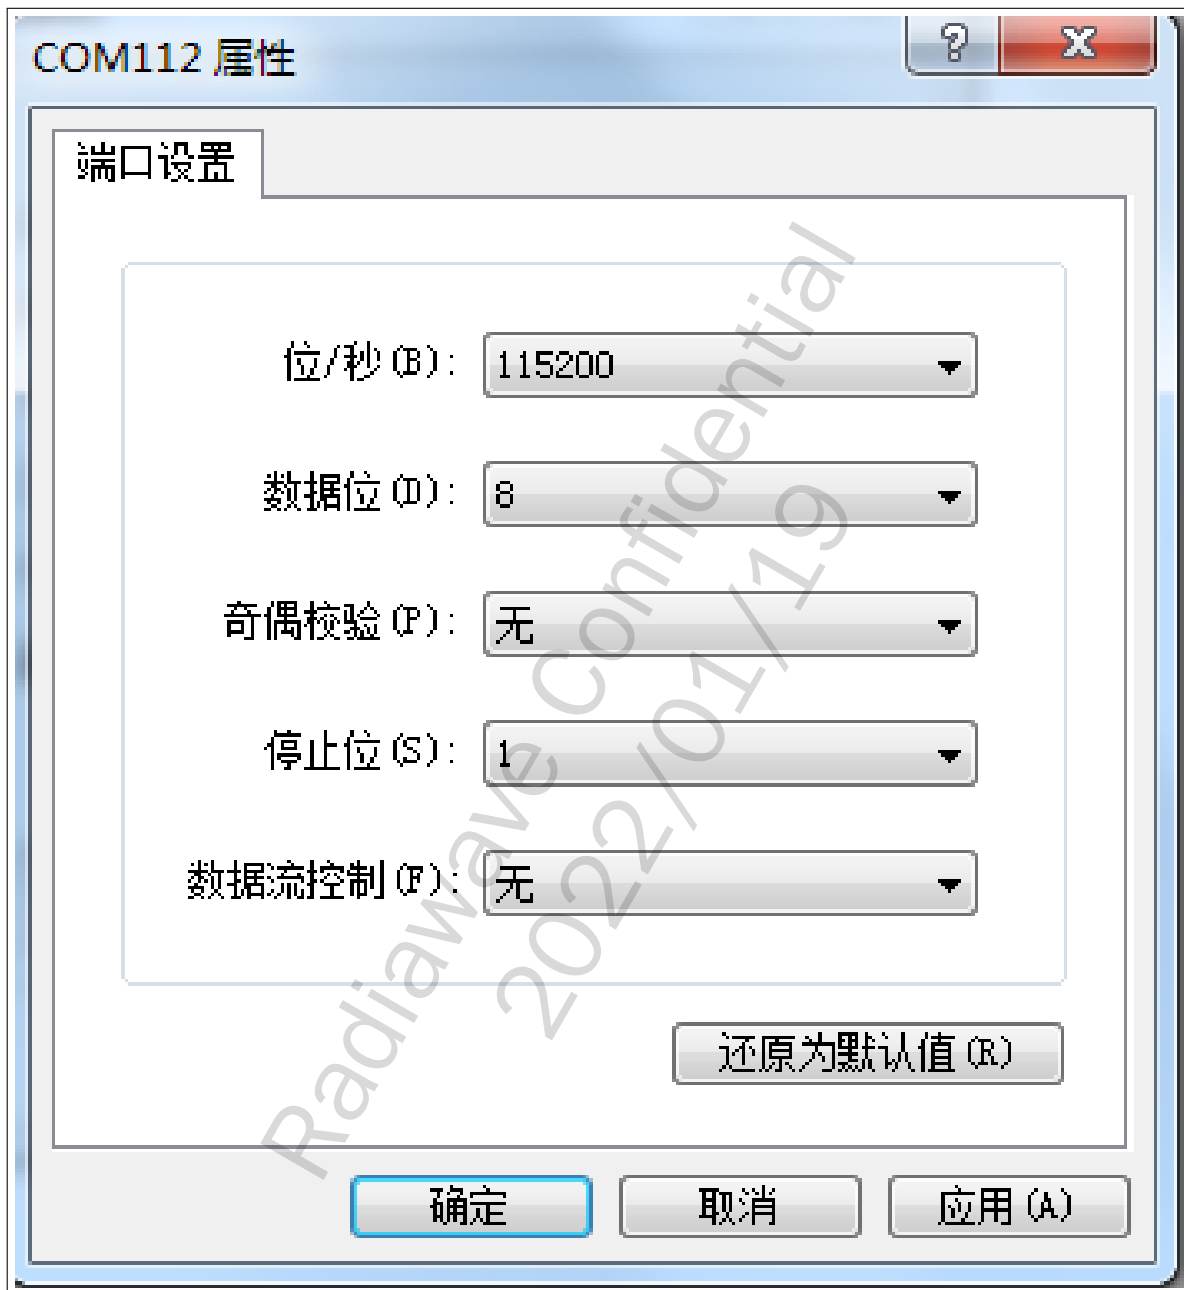 COM112 属性
端口设置
位/秒(B): 115200
数据位(D): 8
奇偶校验(P): 无
停止位(S): 1
数据流控制(F): 无
还原为默认值(R)
确定 取消 应用(A)
Radiawave Confidential
2022/01/19